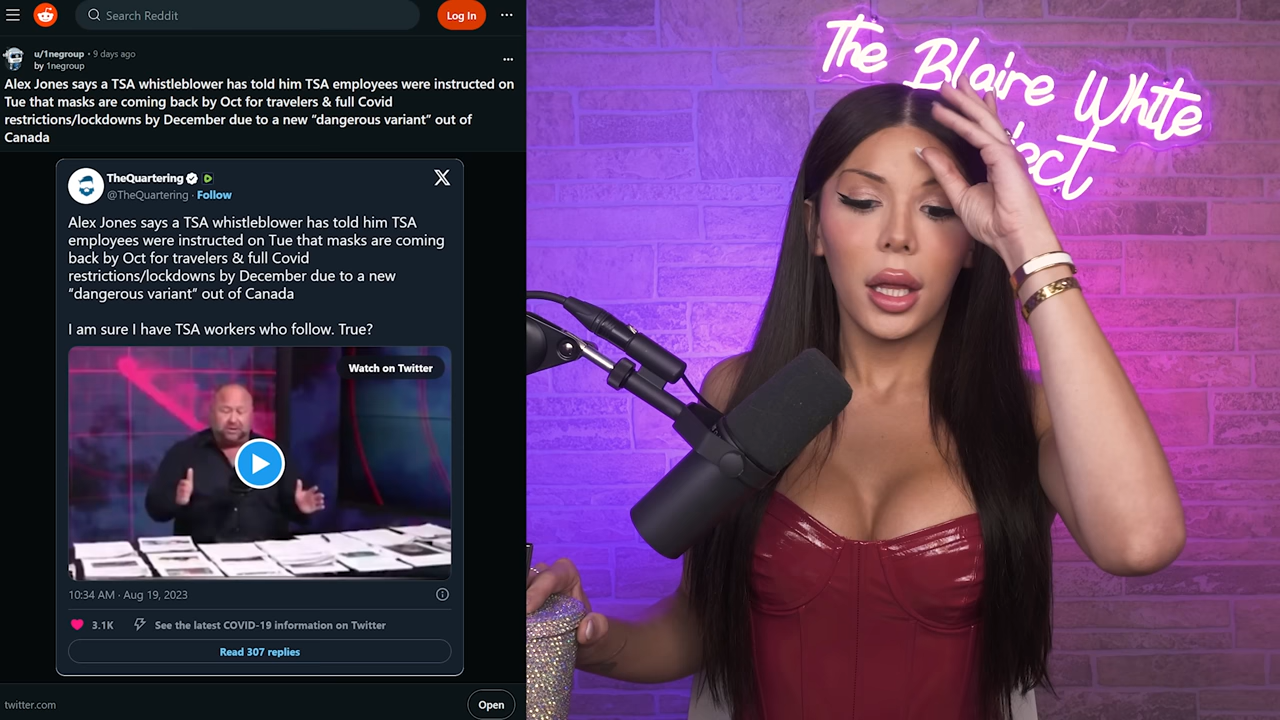 Search Reddit
Log In
u/1negroup • 9 days ago
by 1negroup
Alex Jones says a TSA whistleblower has told him TSA employees were instructed on
Tue that masks are coming back by Oct for travelers & full Covid
restrictions/lockdowns by December due to a new “dangerous variant” out of
Canada
TheQuartering
@TheQuartering · Follow
Alex Jones says a TSA whistleblower has told him TSA
employees were instructed on Tue that masks are coming
back by Oct for travelers & full Covid
restrictions/lockdowns by December due to a new
“dangerous variant” out of Canada
I am sure I have TSA workers who follow. True?
Watch on Twitter
10:34 AM · Aug 19, 2023
3.1K
See the latest COVID-19 information on Twitter
Read 307 replies
twitter.com
Open
The Blaire White
ject